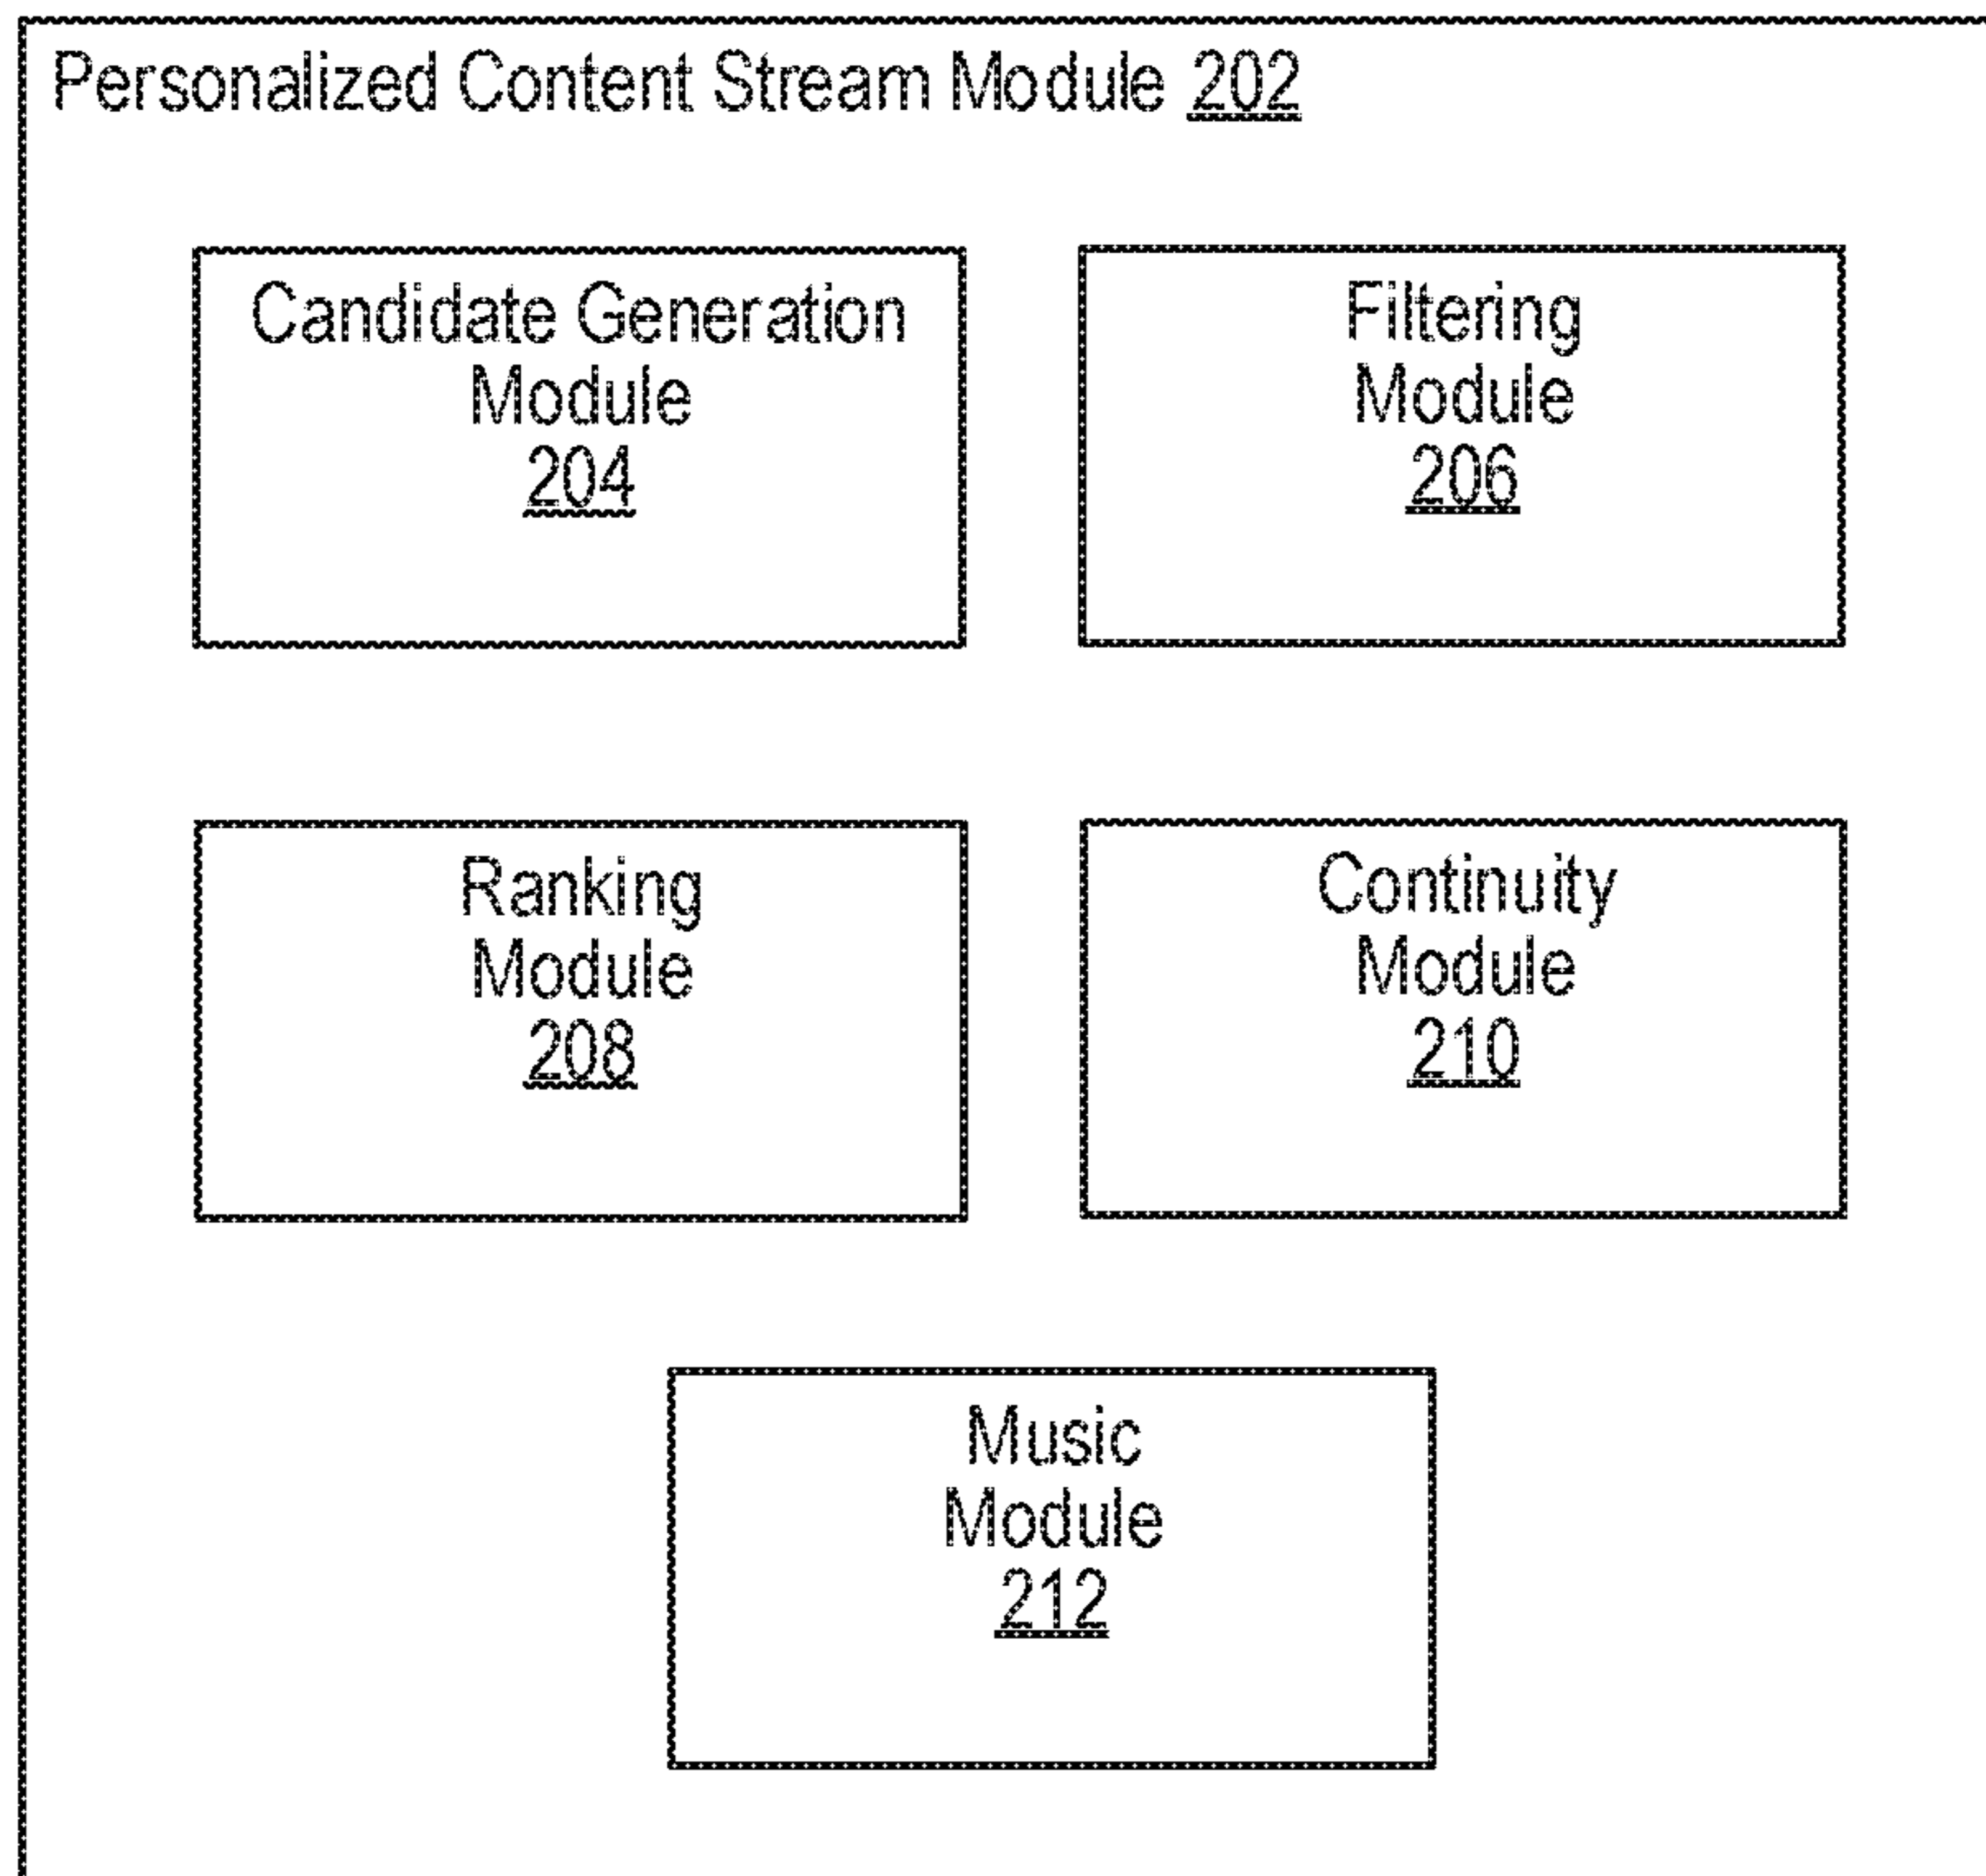 Personalized Content Stream Module 202
Candidate Generation
Module
204
Filtering
Module
206
Ranking
Module
208
Continuity
Module
210
Music
Module
212